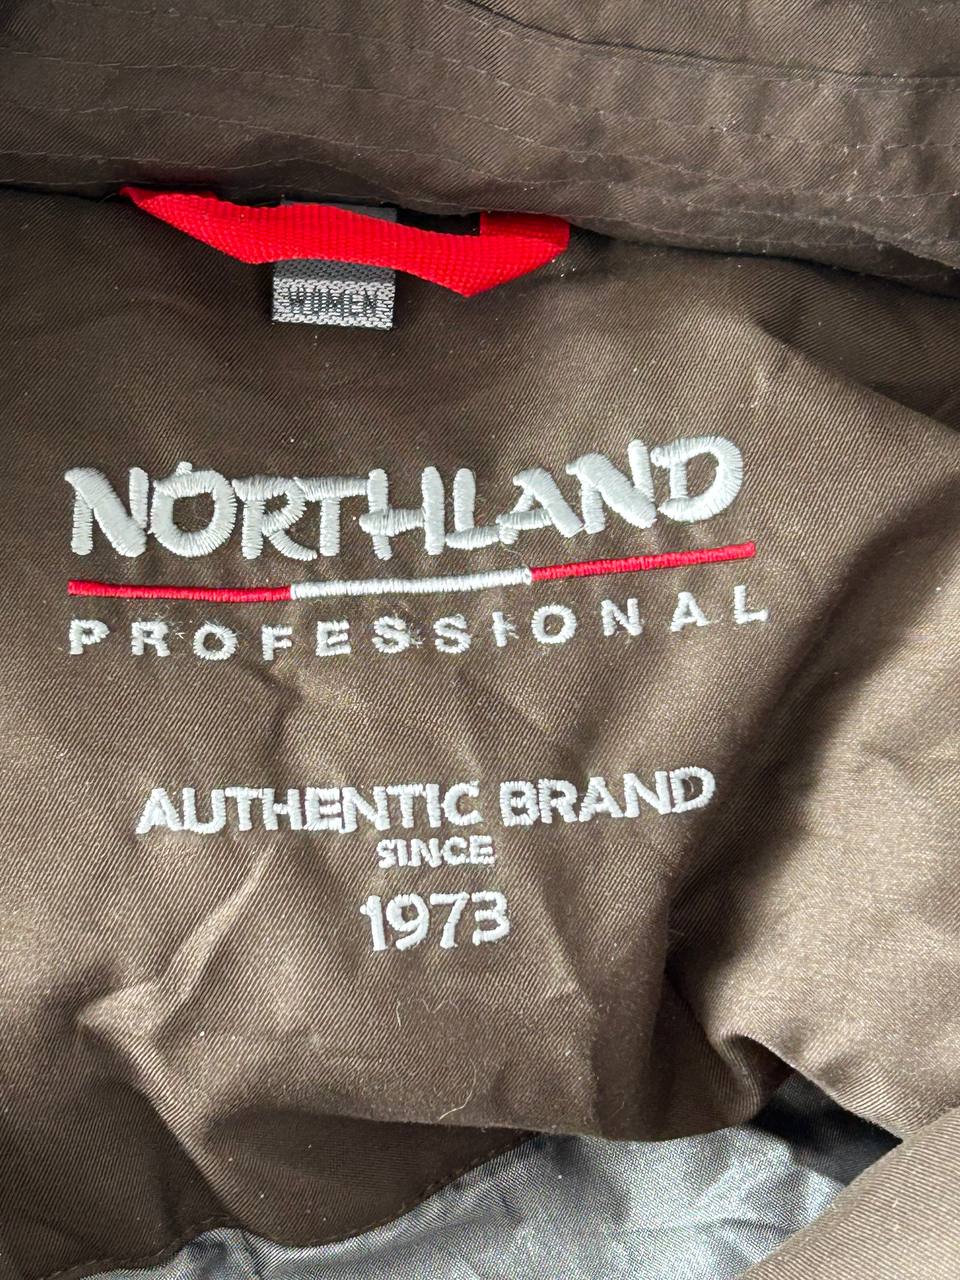 WOMEN
NORTHLAND
PROFESSIONAL
AUTHENTIC BRAND
SINCE
1973